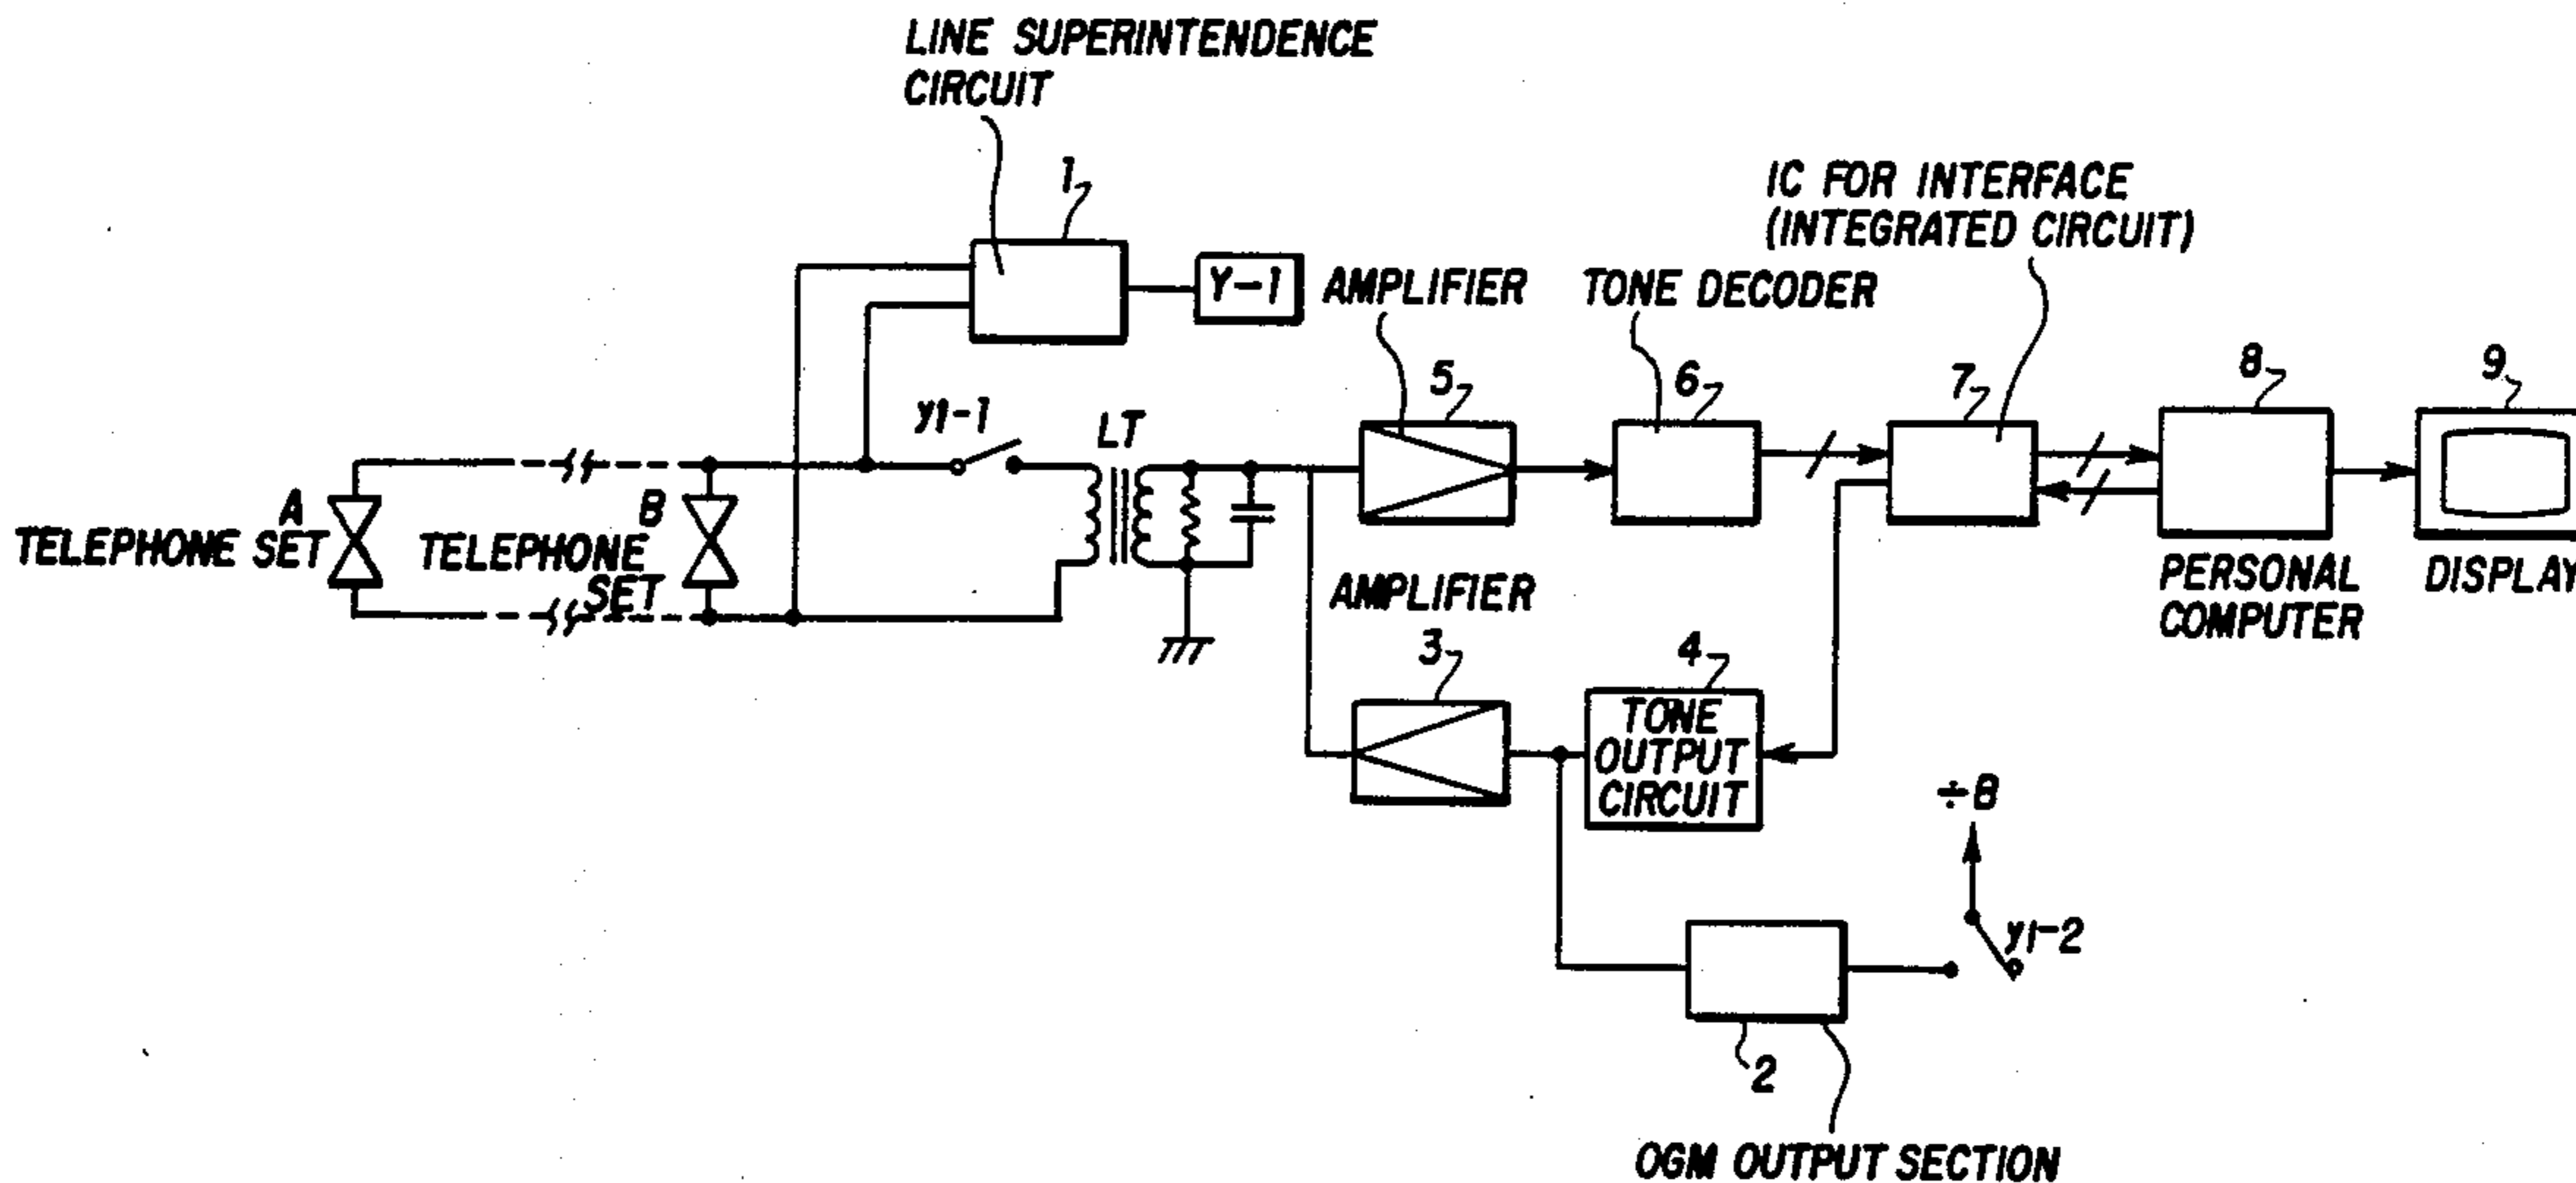 LINE SUPERINTENDENCE
CIRCUIT
1
IC FOR INTERFACE
(INTEGRATED CIRCUIT)
Y-1
AMPLIFIER
TONE DECODER
5
6
7
8
9
y1-1
LT
A
TELEPHONE SET
B
TELEPHONE
SET
PERSONAL
COMPUTER
DISPLAY
AMPLIFIER
3
4
TONE
OUTPUT
CIRCUIT
÷B
y1-2
2
OGM OUTPUT SECTION